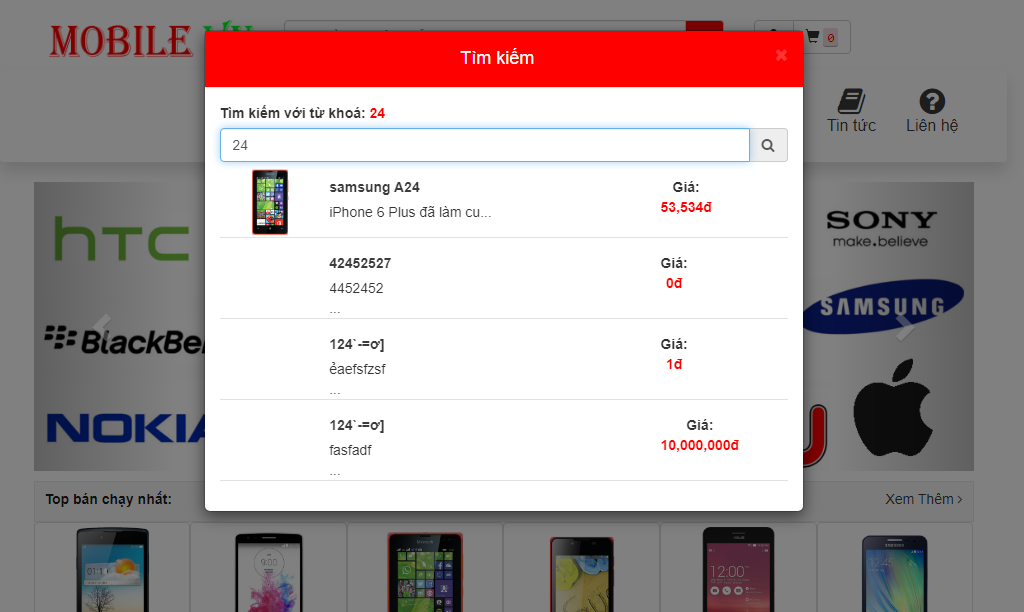 MOBILE VN
0
Tin tức
Liên hệ
Tìm kiếm
×
Tìm kiếm với từ khoá: 24
24
samsung A24
iPhone 6 Plus đã làm cu...
Giá:
53,534đ
42452527
4452452
...
Giá:
0đ
124`-=ơ]
ẻaefsfzsf
...
Giá:
1đ
124`-=ơ]
fasfadf
...
Giá:
10,000,000đ
htc
BlackBer
NOKIA
SONY
make.believe
SAMSUNG
U
Top bán chạy nhất:
Xem Thêm ›